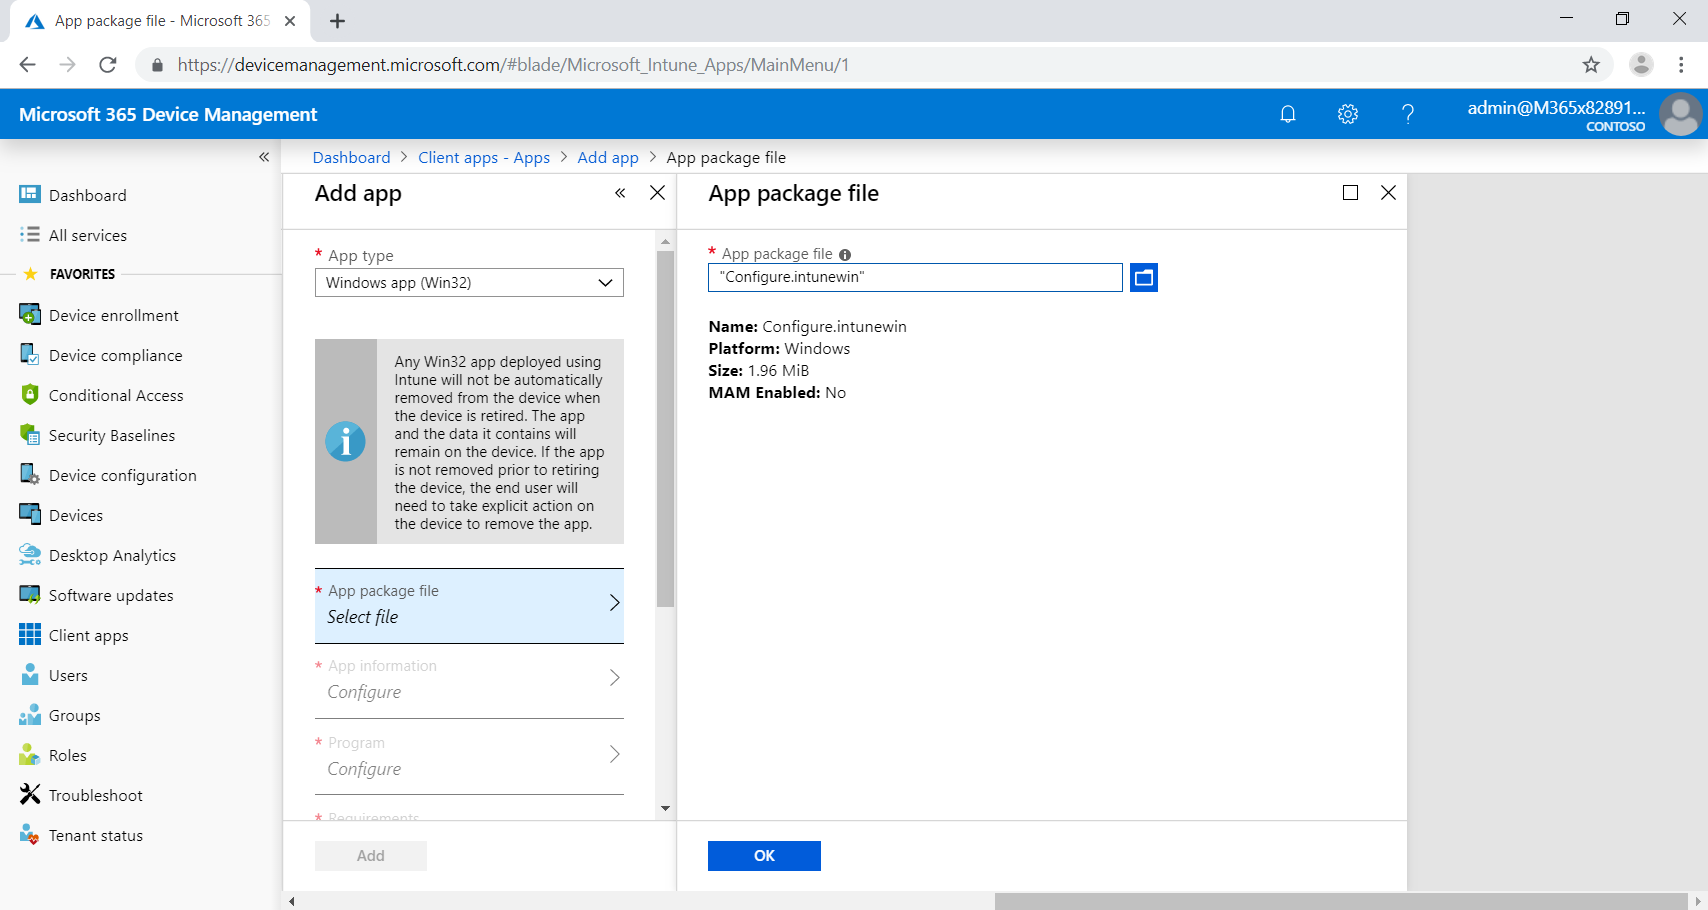 App package file - Microsoft 365
https://devicemanagement.microsoft.com/#blade/Microsoft_Intune_Apps/MainMenu/1
Microsoft 365 Device Management
admin@M365x82891...
CONTOSO
Dashboard
All services
FAVORITES
Device enrollment
Device compliance
Conditional Access
Security Baselines
Device configuration
Devices
Desktop Analytics
Software updates
Client apps
Users
Groups
Roles
Troubleshoot
Tenant status
Dashboard > Client apps - Apps > Add app > App package file
Add app
* App type
Windows app (Win32)
Any Win32 app deployed using
Intune will not be automatically
removed from the device when
the device is retired. The app
and the data it contains will
remain on the device. If the app
is not removed prior to retiring
the device, the end user will
need to take explicit action on
the device to remove the app.
* App package file
Select file
* App information
Configure
* Program
Configure
* Requirements
Add
App package file
* App package file
"Configure.intunewin"
Name: Configure.intunewin
Platform: Windows
Size: 1.96 MiB
MAM Enabled: No
OK